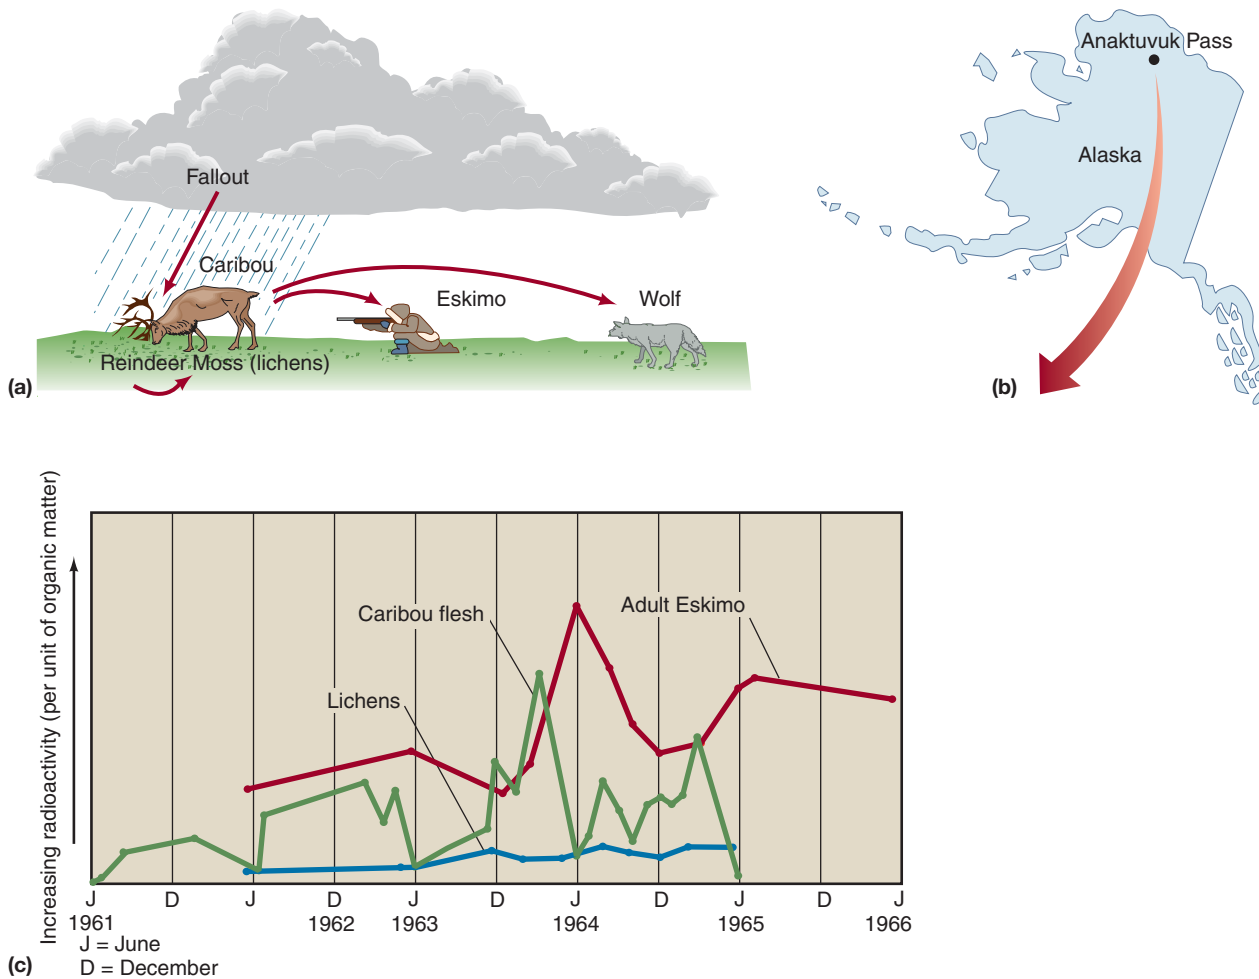 Fallout
Caribou
Eskimo
Wolf
Reindeer Moss (lichens)
(a)
Anaktuvuk Pass
Alaska
(b)
Increasing radioactivity (per unit of organic matter)
Caribou flesh
Adult Eskimo
Lichens
J D J D J D J D J D J
1961 1962 1963 1964 1965 1966
J = June
D = December
(c)